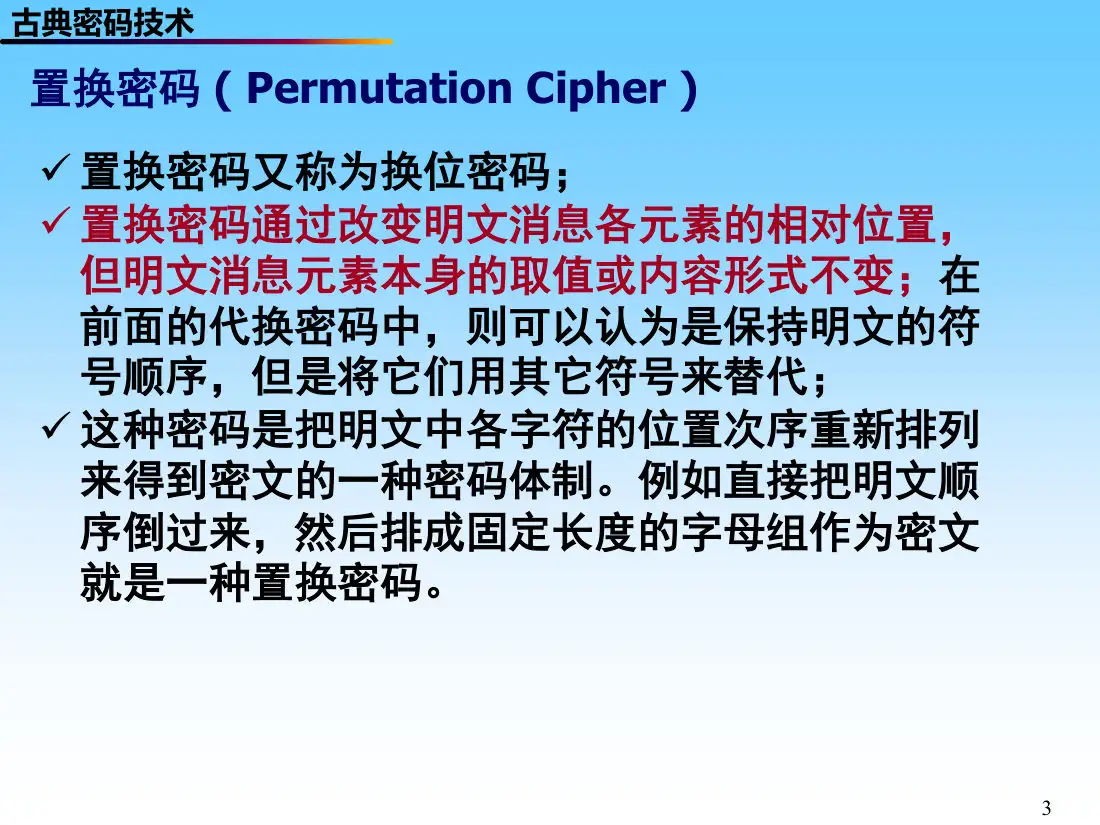 古典密码技术
置换密码 ( Permutation Cipher )
✓ 置换密码又称为换位密码；
✓ 置换密码通过改变明文消息各元素的相对位置，
但明文消息元素本身的取值或内容形式不变；在
前面的代换密码中，则可以认为是保持明文的符
号顺序，但是将它们用其它符号来替代；
✓ 这种密码是把明文中各字符的位置次序重新排列
来得到密文的一种密码体制。例如直接把明文顺
序倒过来，然后排成固定长度的字母组作为密文
就是一种置换密码。
3